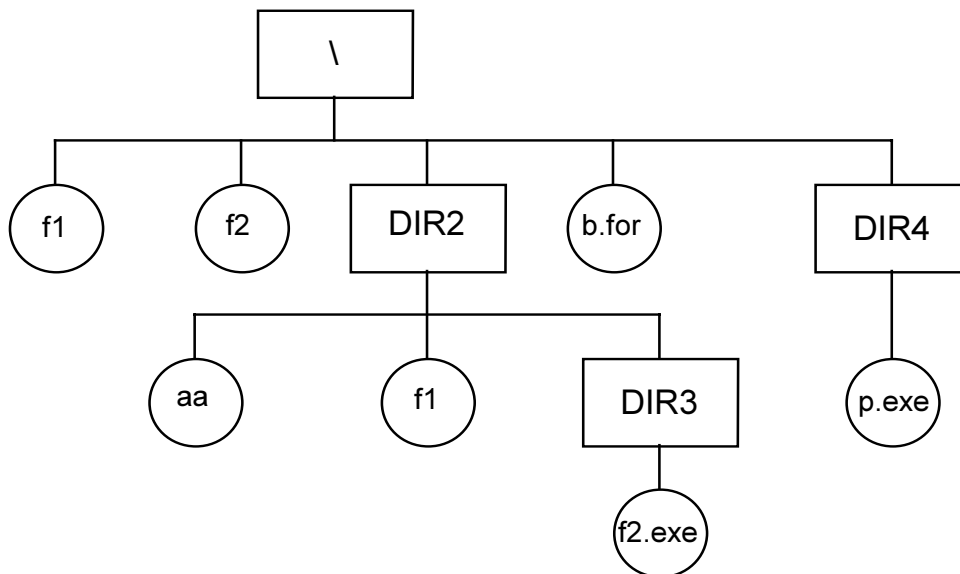 \
f1
f2
DIR2
b.for
DIR4
aa
f1
DIR3
p.exe
f2.exe